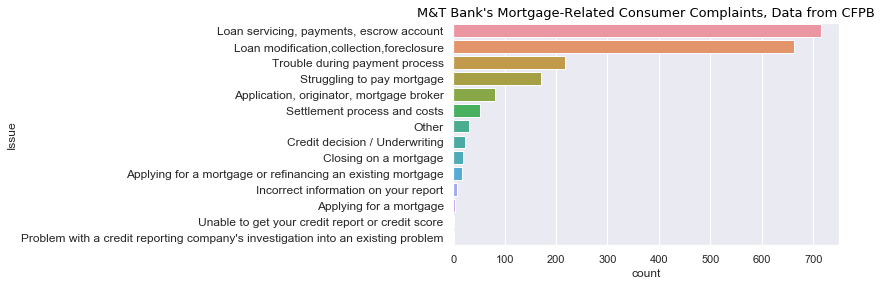 M&T Bank's Mortgage-Related Consumer Complaints, Data from CFPB
Loan servicing, payments, escrow account
Loan modification,collection,foreclosure
Trouble during payment process
Struggling to pay mortgage
Application, originator, mortgage broker
Settlement process and costs
Other
Credit decision / Underwriting
Closing on a mortgage
Applying for a mortgage or refinancing an existing mortgage
Incorrect information on your report
Applying for a mortgage
Unable to get your credit report or credit score
Problem with a credit reporting company's investigation into an existing problem
Issue
0 100 200 300 400 500 600 700
count